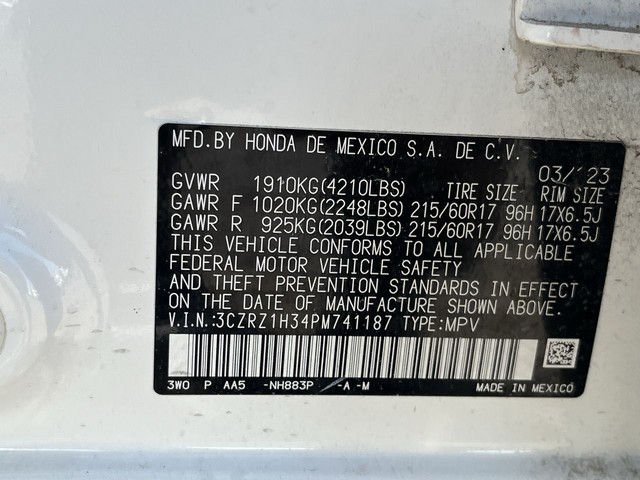 MFD.BY HONDA DE MEXICO S.A. DE C.V.
03/'23
GVWR 1910KG(4210LBS) TIRE SIZE RIM SIZE
GAWR F 1020KG(2248LBS) 215/60R17 96H 17X6.5J
GAWR R 925KG(2039LBS) 215/60R17 96H 17X6.5J
THIS VEHICLE CONFORMS TO ALL APPLICABLE
FEDERAL MOTOR VEHICLE SAFETY
AND THEFT PREVENTION STANDARDS IN EFFECT
ON THE DATE OF MANUFACTURE SHOWN ABOVE.
V.I.N.:3CZRZ1H34PM741187 TYPE:MPV
3W0 P AA5 -NH883P -A -M MADE IN MEXICO